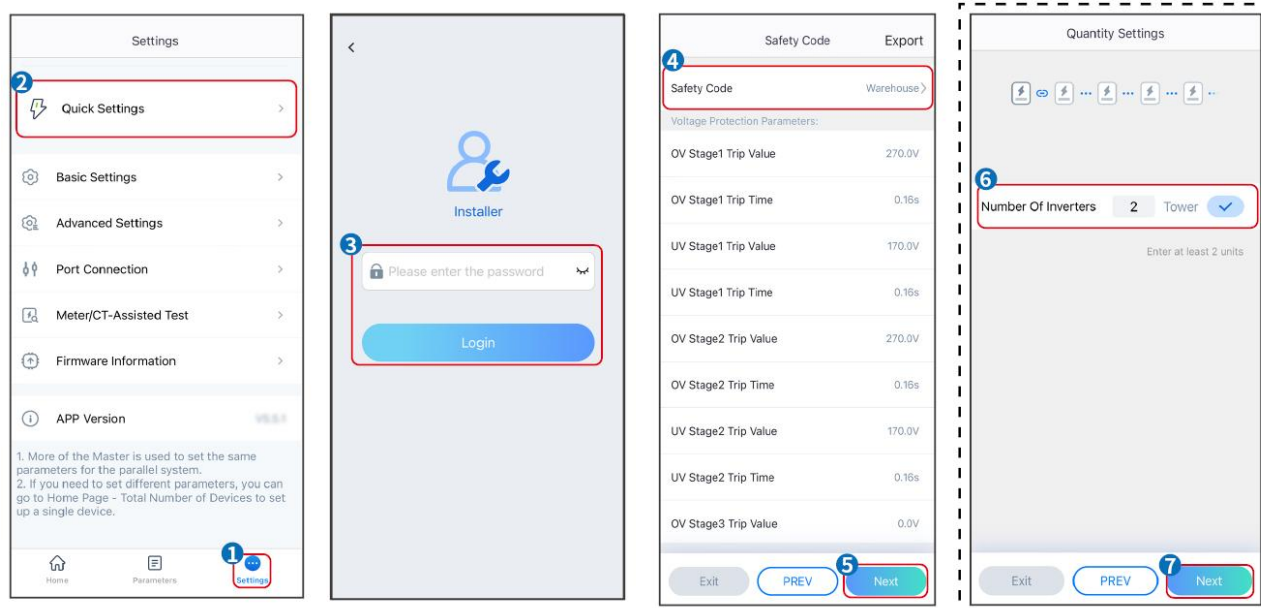 Settings
2
Quick Settings
Basic Settings
Advanced Settings
Port Connection
Meter/CT-Assisted Test
Firmware Information
APP Version
1. More of the Master is used to set the same
parameters for the parallel system.
2. If you need to set different parameters, you can
go to Home Page - Total Number of Devices to set
up a single device.
1
Home
Parameters
Settings
Installer
3
Please enter the password
Login
Safety Code
Export
4
Safety Code
Warehouse
Voltage Protection Parameters:
OV Stage1 Trip Value 270.0V
OV Stage1 Trip Time 0.16s
UV Stage1 Trip Value 170.0V
UV Stage1 Trip Time 0.16s
OV Stage2 Trip Value 270.0V
OV Stage2 Trip Time 0.16s
UV Stage2 Trip Value 170.0V
UV Stage2 Trip Time 0.16s
OV Stage3 Trip Value 0.0V
5
Exit PREV Next
Quantity Settings
6
Number Of Inverters 2 Tower
Enter at least 2 units
7
Exit PREV Next